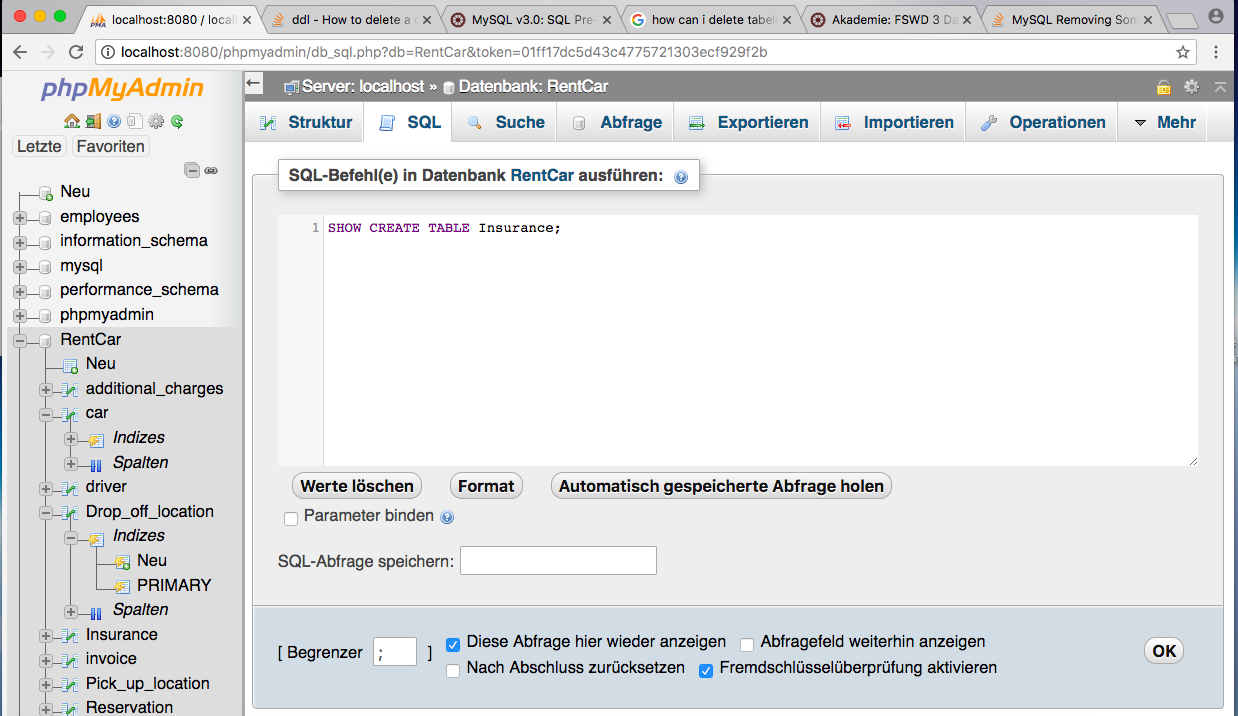 localhost:8080 / locall
ddl - How to delete a
MySQL v3.0: SQL Pre-
how can i delete tabel
Akademie: FSWD 3 Da
MySQL Removing Som
localhost:8080/phpmyadmin/db_sql.php?db=RentCar&token=01ff17dc5d43c4775721303ecf929f2b
phpMyAdmin
Server: localhost » Datenbank: RentCar
Struktur
SQL
Suche
Abfrage
Exportieren
Importieren
Operationen
Mehr
Letzte
Favoriten
Neu
employees
information_schema
mysql
performance_schema
phpmyadmin
RentCar
Neu
additional_charges
car
Indizes
Spalten
driver
Drop_off_location
Indizes
Neu
PRIMARY
Spalten
Insurance
invoice
Pick_up_location
Reservation
SQL-Befehl(e) in Datenbank RentCar ausführen:
1 SHOW CREATE TABLE Insurance;
Werte löschen
Format
Automatisch gespeicherte Abfrage holen
Parameter binden
SQL-Abfrage speichern:
[ Begrenzer ; ]
Diese Abfrage hier wieder anzeigen
Abfragefeld weiterhin anzeigen
Nach Abschluss zurücksetzen
Fremdschlüsselüberprüfung aktivieren
OK